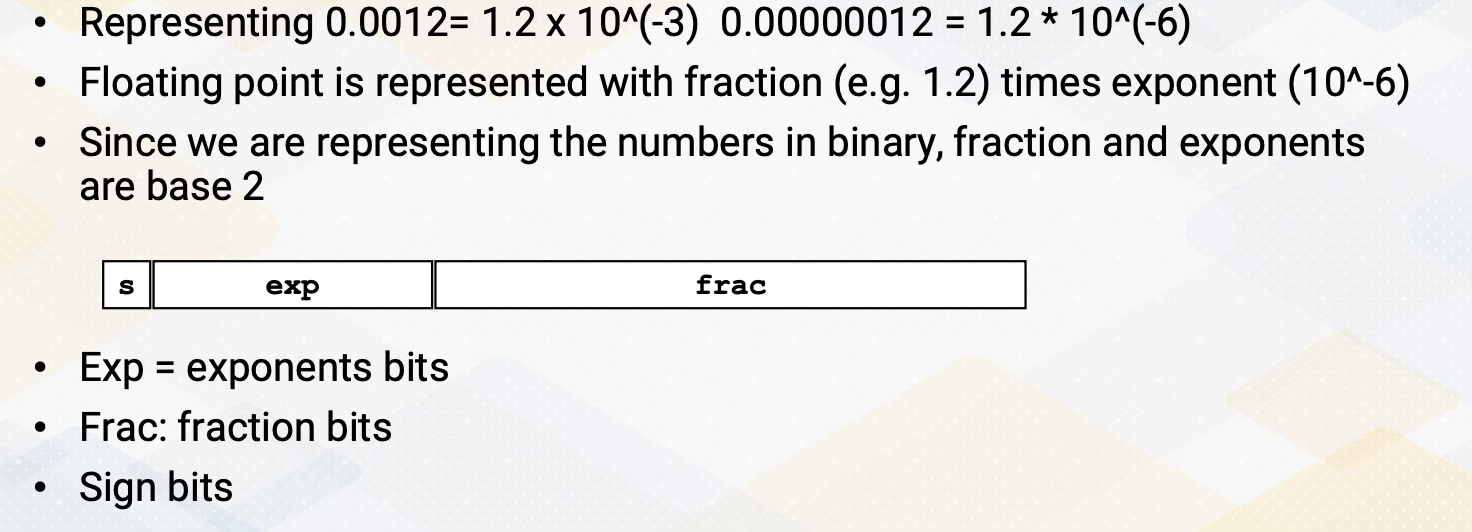 • Representing 0.0012= 1.2 x 10^(-3)  0.00000012 = 1.2 * 10^(-6)
• Floating point is represented with fraction (e.g. 1.2) times exponent (10^-6)
• Since we are representing the numbers in binary, fraction and exponents
are base 2
s exp frac
• Exp = exponents bits
• Frac: fraction bits
• Sign bits